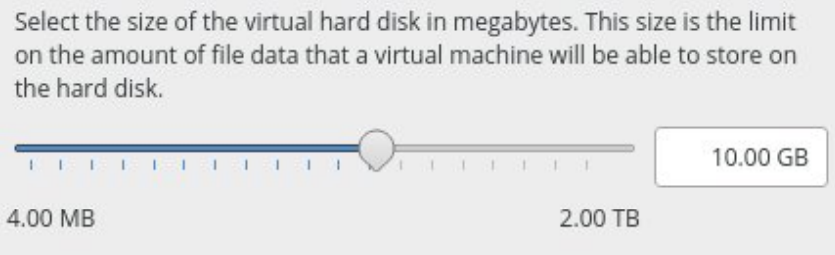 Select the size of the virtual hard disk in megabytes. This size is the limit
on the amount of file data that a virtual machine will be able to store on
the hard disk.
10.00 GB
4.00 MB
2.00 TB